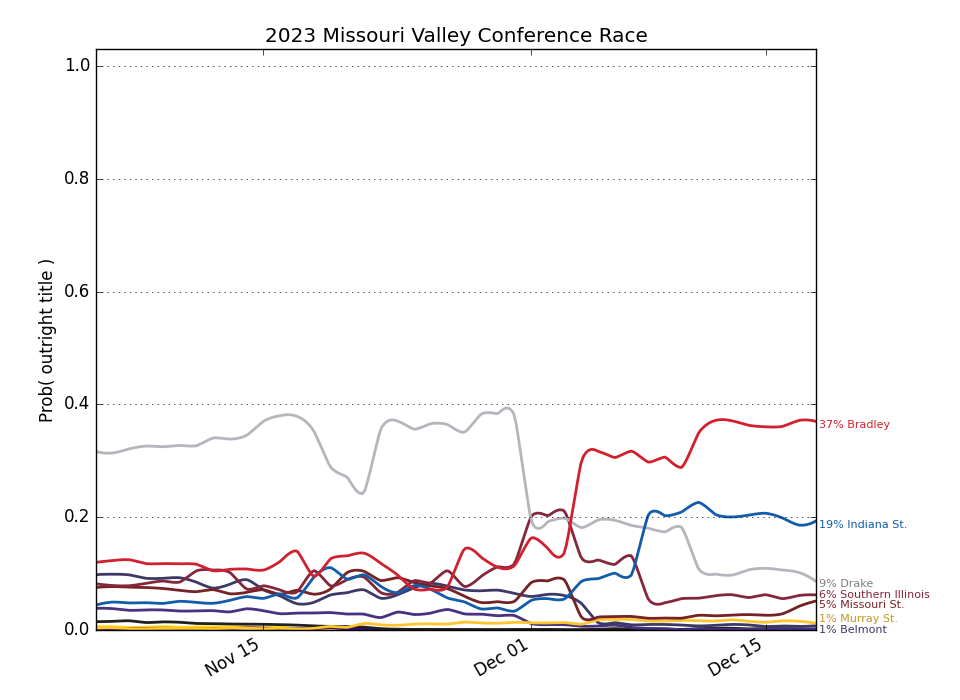 2023 Missouri Valley Conference Race
Prob( outright title )
1.0
0.8
0.6
0.4
0.2
0.0
Nov 15
Dec 01
Dec 15
37% Bradley
19% Indiana St.
9% Drake
6% Southern Illinois
5% Missouri St.
1% Murray St.
1% Belmont